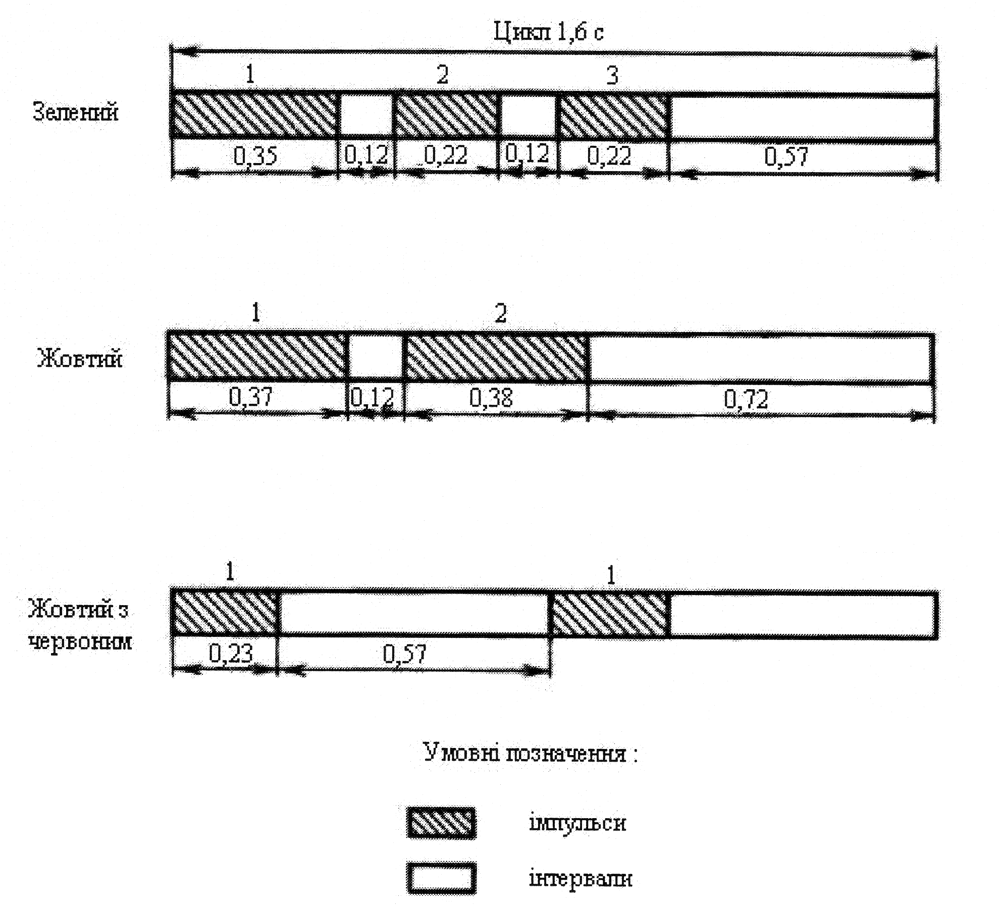 Цикл 1,6 с
1 2 3
Зелений
0,35 0,12 0,22 0,12 0,22 0,57
1 2
Жовтий
0,37 0,12 0,38 0,72
1 1
Жовтий з
червоним
0,23 0,57
Умовні позначення :
імпульси
інтервали